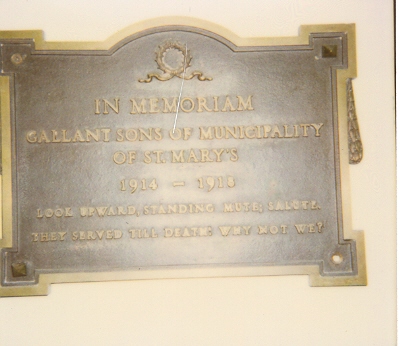 IN MEMORIAM
GALLANT SONS OF MUNICIPALITY
OF ST. MARY'S
1914 - 1918
LOOK UPWARD, STANDING MUTE; SALUTE.
THEY SERVED TILL DEATH: WHY NOT WE?